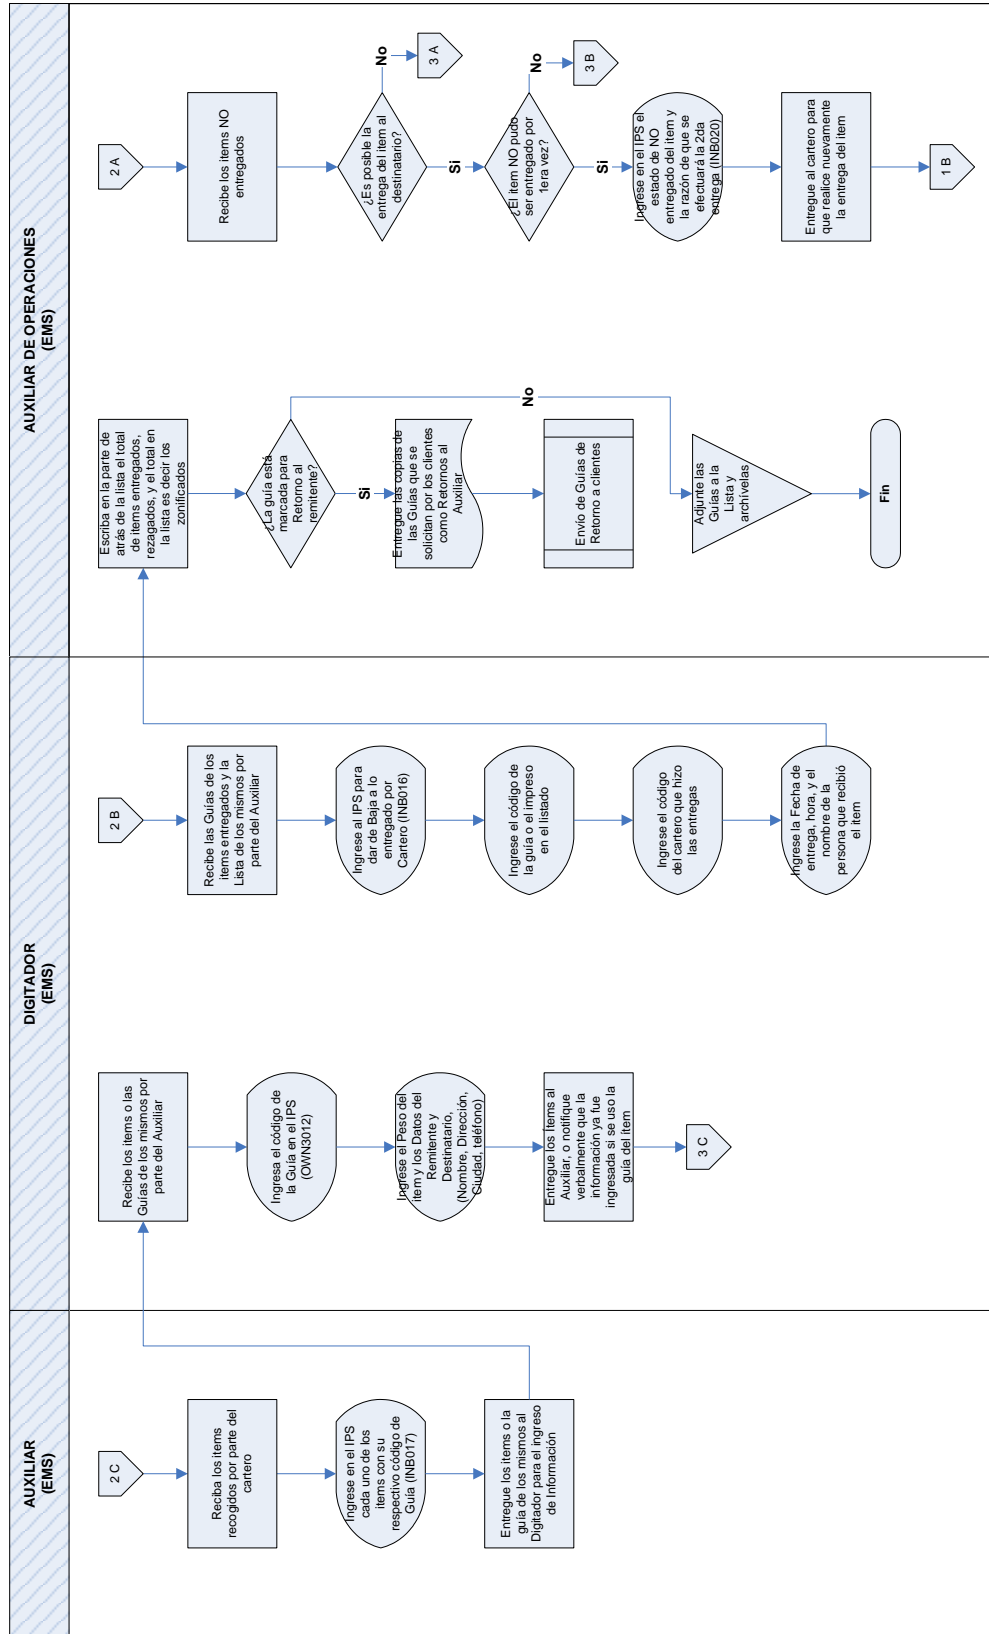 AUXILIAR
(EMS)
2 C
Reciba los items
recogidos por parte del
cartero
Ingrese en el IPS
cada uno de los
items con su
respectivo código de
Guía (INB017)
Entregue los items o la
guía de los mismos al
Digitador para el ingreso
de Información
DIGITADOR
(EMS)
Recibe los items o las
Guías de los mismos por
parte del Auxiliar
Ingresa el código de
la Guía en el IPS
(OWN3012)
Ingrese el Peso del
item y los Datos del
Remitente y
Destinatario,
(Nombre, Dirección,
Ciudad, teléfono)
Entregue los Ítems al
Auxiliar, o notifique
verbalmente que la
información ya fue
ingresada si se uso la
guía del item
3 C
2 B
Recibe las Guías de los
items entregados y la
Lista de los mismos por
parte del Auxiliar
Ingrese al IPS para
dar de Baja a lo
entregado por
Cartero (INB016)
Ingrese el código de
la guía o el impreso
en el listado
Ingrese el código
del cartero que hizo
las entregas
Ingrese la Fecha de
entrega, hora, y el
nombre de la
persona que recibió
el item
AUXILIAR DE OPERACIONES
(EMS)
Escriba en la parte de
atrás de la lista el total
de items entregados,
rezagados, y el total en
la lista es decir los
zonificados
¿La guía está
marcada para
Retorno al
remitente?
Si
No
Entregue las copias de
las Guías que se
solicitan por los clientes
como Retornos al
Auxiliar
Envío de Guías de
Retorno a clientes
Adjunte las
Guías a la
Lista y
archívelas
Fin
2 A
Recibe los items NO
entregados
¿Es posible la
entrega del item al
destinatario?
No
3 A
Si
¿El item NO pudo
ser entregado por
1era vez?
No
3 B
Si
Ingrese en el IPS el
estado de NO
entregado del item y
la razón de que se
efectuará la 2da
entrega (INB020)
Entregue al cartero para
que realice nuevamente
la entrega del item
1 B